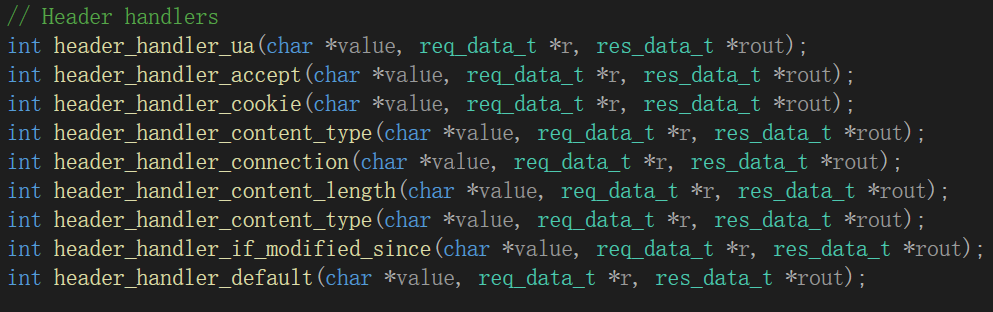 // Header handlers
int header_handler_ua(char *value, req_data_t *r, res_data_t *rout);
int header_handler_accept(char *value, req_data_t *r, res_data_t *rout);
int header_handler_cookie(char *value, req_data_t *r, res_data_t *rout);
int header_handler_content_type(char *value, req_data_t *r, res_data_t *rout);
int header_handler_connection(char *value, req_data_t *r, res_data_t *rout);
int header_handler_content_length(char *value, req_data_t *r, res_data_t *rout);
int header_handler_content_type(char *value, req_data_t *r, res_data_t *rout);
int header_handler_if_modified_since(char *value, req_data_t *r, res_data_t *rout);
int header_handler_default(char *value, req_data_t *r, res_data_t *rout);